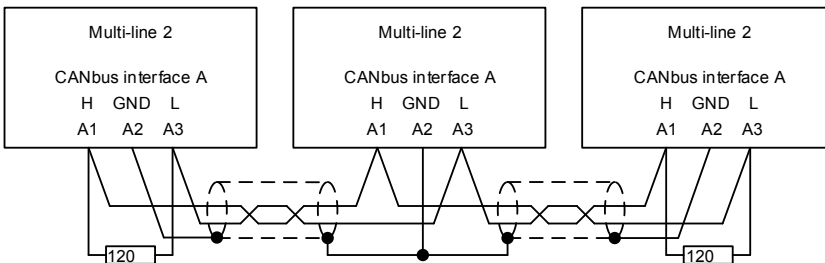 Multi-line 2 Multi-line 2 Multi-line 2
CANbus interface A CANbus interface A CANbus interface A
H GND L H GND L H GND L
A1 A2 A3 A1 A2 A3 A1 A2 A3
120 120